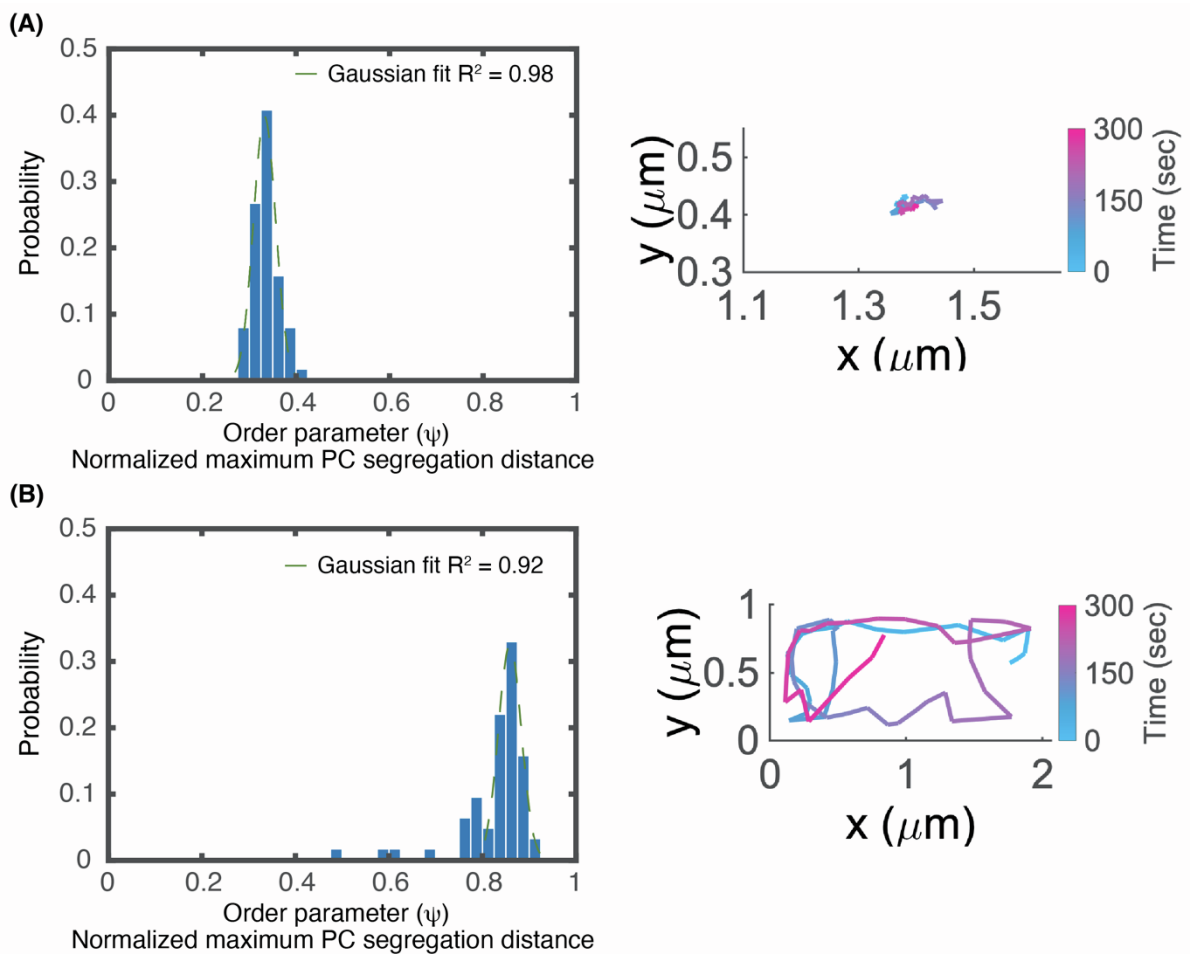 (A)
0.5
0.4
0.3
0.2
0.1
0
Probability
Gaussian fit R² = 0.98
0 0.2 0.4 0.6 0.8 1
Order parameter (ψ)
Normalized maximum PC segregation distance
0.5
0.4
0.3
y (μm)
1.1 1.3 1.5
x (μm)
300
150
0
Time (sec)
(B)
0.5
0.4
0.3
0.2
0.1
0
Probability
Gaussian fit R² = 0.92
0 0.2 0.4 0.6 0.8 1
Order parameter (ψ)
Normalized maximum PC segregation distance
1
0.5
0
y (μm)
0 1 2
x (μm)
300
150
0
Time (sec)